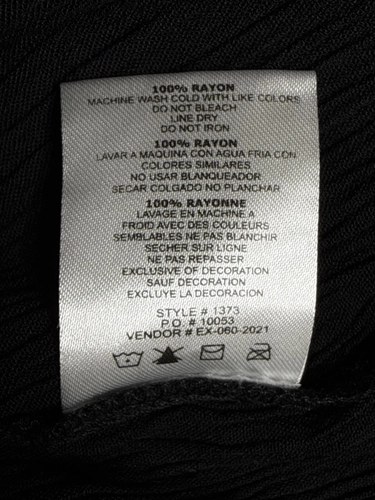 100% RAYON
MACHINE WASH COLD WITH LIKE COLORS
DO NOT BLEACH
LINE DRY
DO NOT IRON
100% RAYON
LAVAR A MAQUINA CON AGUA FRIA CON
COLORES SIMILARES
NO USAR BLANQUEADOR
SECAR COLGADO NO PLANCHAR
100% RAYONNE
LAVAGE EN MACHINE A
FROID AVEC DES COULEURS
SEMBLABLES NE PAS BLANCHIR
SECHER SUR LIGNE
NE PAS REPASSER
EXCLUSIVE OF DECORATION
SAUF DECORATION
EXCLUYE LA DECORACION
STYLE # 1373
P.O. # 10053
VENDOR # EX-060-2021